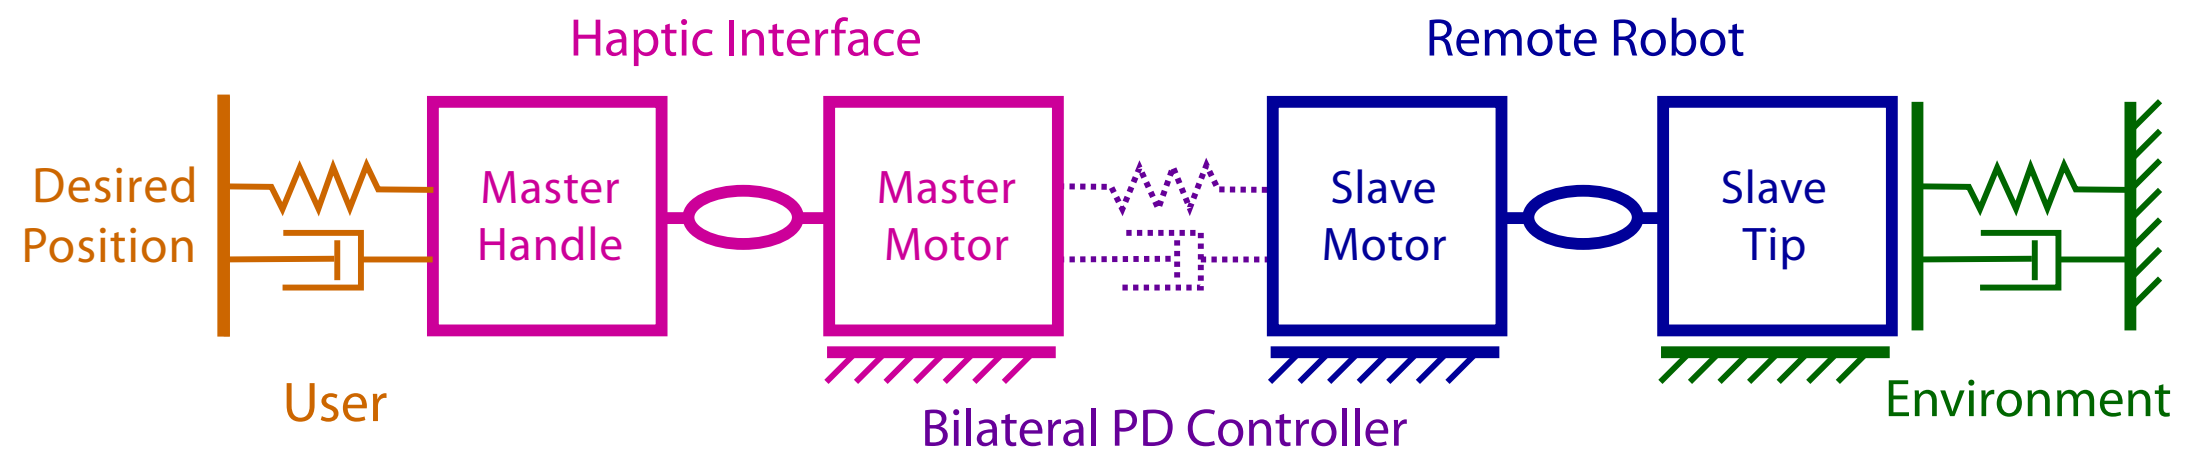 Haptic Interface
Remote Robot
Desired
Position
Master
Handle
Master
Motor
Slave
Motor
Slave
Tip
User
Bilateral PD Controller
Environment